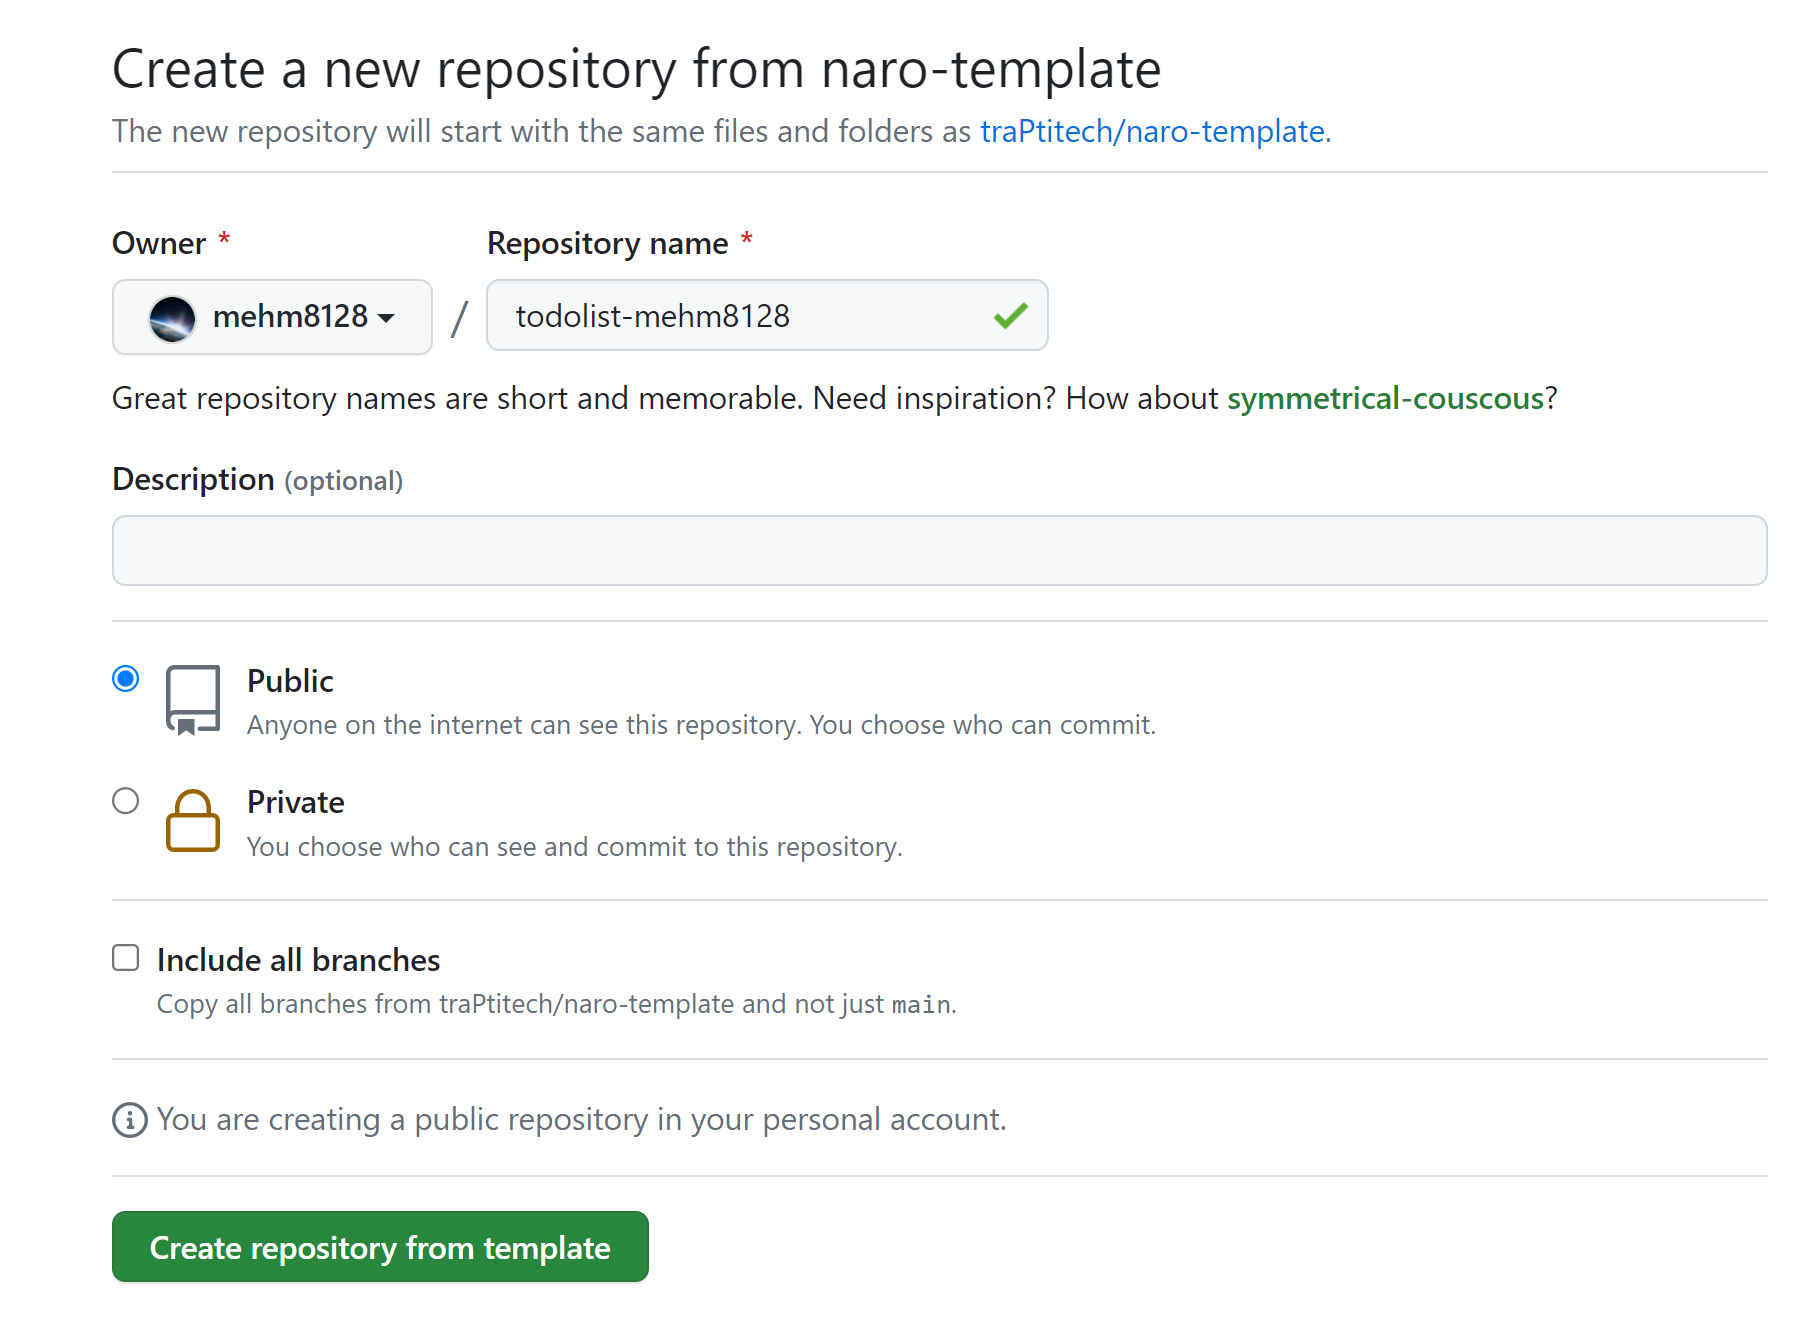 Create a new repository from naro-template
The new repository will start with the same files and folders as traPtitech/naro-template.
Owner *
Repository name *
mehm8128
/
todolist-mehm8128
Great repository names are short and memorable. Need inspiration? How about symmetrical-couscous?
Description (optional)
Public
Anyone on the internet can see this repository. You choose who can commit.
Private
You choose who can see and commit to this repository.
Include all branches
Copy all branches from traPtitech/naro-template and not just main.
You are creating a public repository in your personal account.
Create repository from template